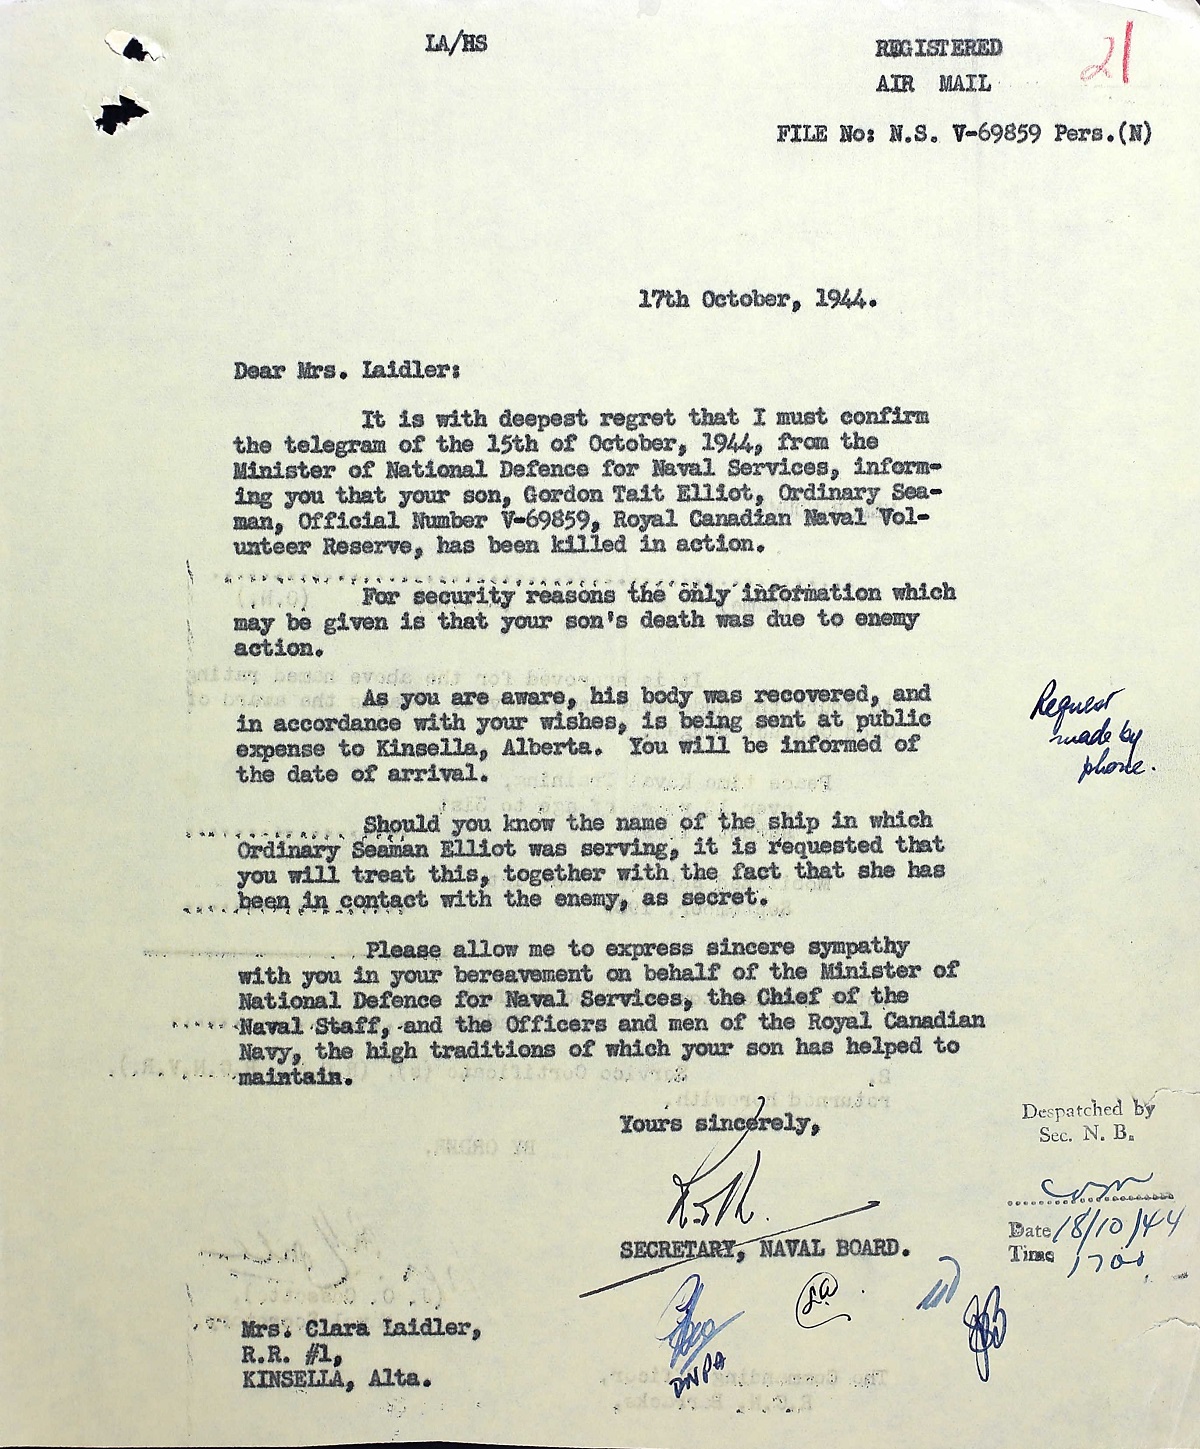 LA/HS
REGISTERED
21
AIR MAIL
FILE No: N.S. V-69859 Pers.(N)
17th October, 1944.
Dear Mrs. Laidler:
It is with deepest regret that I must confirm
the telegram of the 15th of October, 1944, from the
Minister of National Defence for Naval Services, inform-
ing you that your son, Gordon Tait Elliot, Ordinary Sea-
man, Official Number V-69859, Royal Canadian Naval Vol-
unteer Reserve, has been killed in action.
For security reasons the only information which
may be given is that your son's death was due to enemy
action.
As you are aware, his body was recovered, and
in accordance with your wishes, is being sent at public
expense to Kinsella, Alberta. You will be informed of
the date of arrival.
Request
made by
phone.
Should you know the name of the ship in which
Ordinary Seaman Elliot was serving, it is requested that
you will treat this, together with the fact that she has
been in contact with the enemy, as secret.
Please allow me to express sincere sympathy
with you in your bereavement on behalf of the Minister of
National Defence for Naval Services, the Chief of the
Naval Staff, and the Officers and men of the Royal Canadian
Navy, the high traditions of which your son has helped to
maintain.
Yours sincerely,
Despatched by
Sec. N. B.
Date 18/10/44
Time 1700
SECRETARY, NAVAL BOARD.
DNPA
Mrs. Clara Laidler,
R.R. #1,
KINSELLA, Alta.